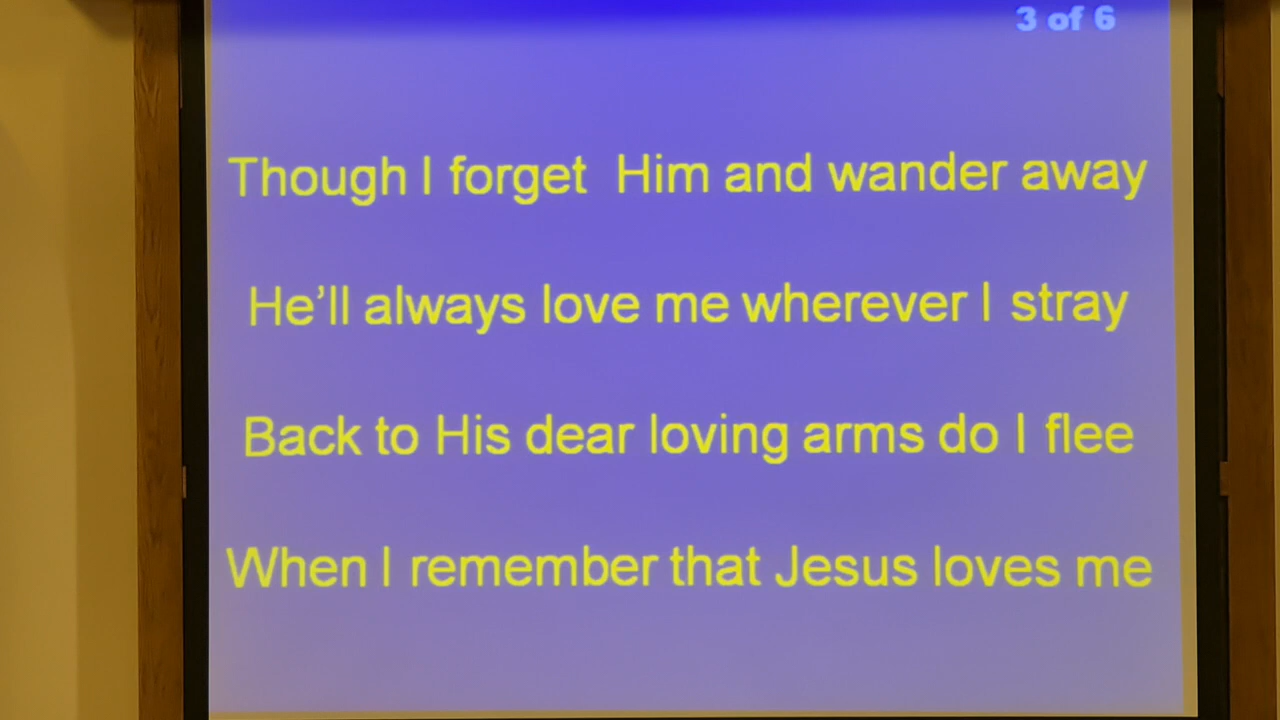 3 of 6
Though I forget  Him and wander away
He’ll always love me wherever I stray
Back to His dear loving arms do I flee
When I remember that Jesus loves me